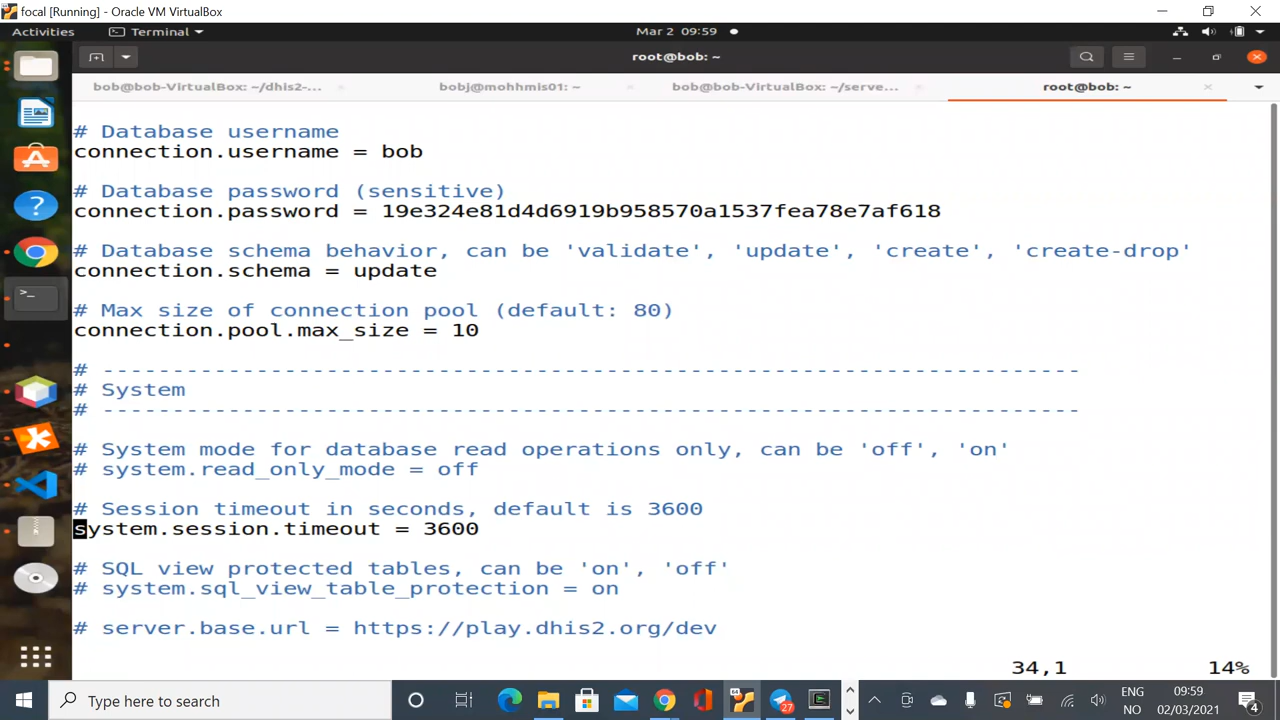 focal [Running] - Oracle VM VirtualBox
Activities
Terminal
Mar 2 09:59
root@bob: ~
bob@bob-VirtualBox: ~/dhis2-...
bobj@mohhmis01: ~
bob@bob-VirtualBox: ~/serve...
root@bob: ~
# Database username
connection.username = bob
# Database password (sensitive)
connection.password = 19e324e81d4d6919b958570a1537fea78e7af618
# Database schema behavior, can be 'validate', 'update', 'create', 'create-drop'
connection.schema = update
# Max size of connection pool (default: 80)
connection.pool.max_size = 10
# ----------------------------------------------------------------------
# System
# ----------------------------------------------------------------------
# System mode for database read operations only, can be 'off', 'on'
# system.read_only_mode = off
# Session timeout in seconds, default is 3600
system.session.timeout = 3600
# SQL view protected tables, can be 'on', 'off'
# system.sql_view_table_protection = on
# server.base.url = https://play.dhis2.org/dev
34,1
14%
Type here to search
27
ENG
NO
09:59
02/03/2021
4